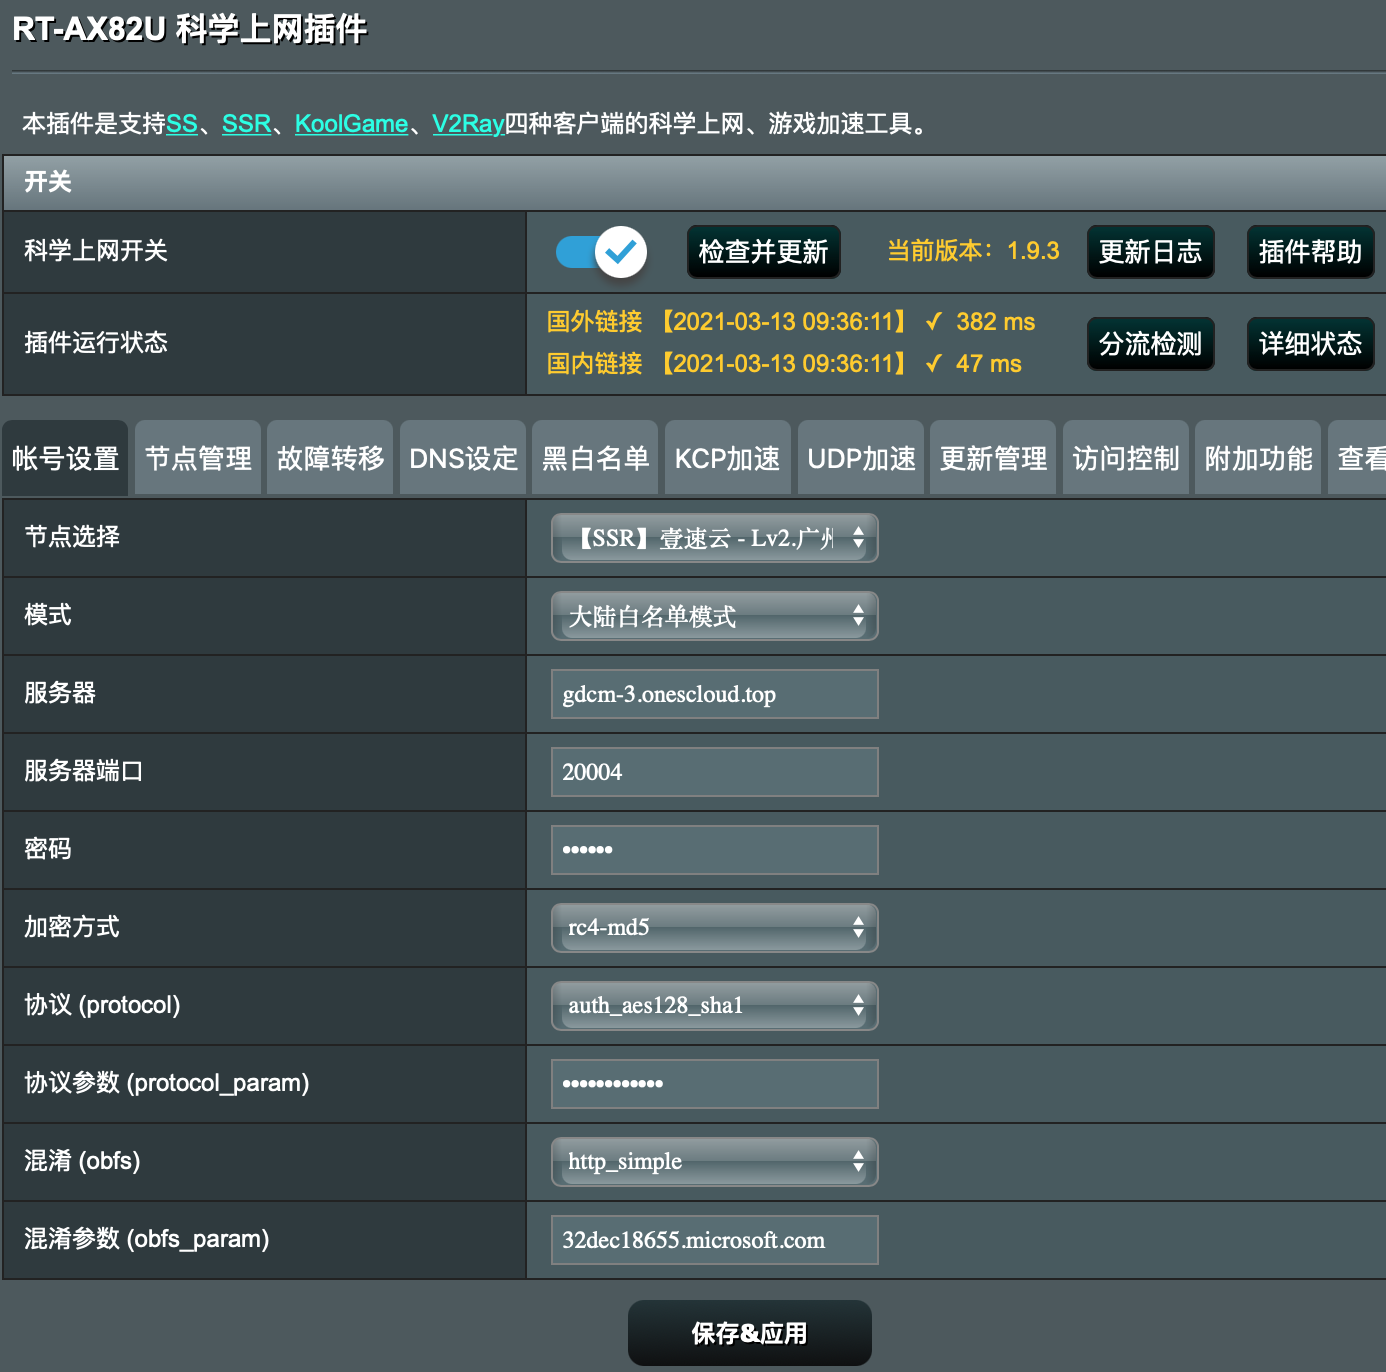 RT-AX82U 科学上网插件
本插件是支持SS、SSR、KoolGame、V2Ray四种客户端的科学上网、游戏加速工具。
开关
科学上网开关 检查并更新 当前版本：1.9.3 更新日志 插件帮助
插件运行状态
国外链接 【2021-03-13 09:36:11】 ✓ 382 ms
国内链接 【2021-03-13 09:36:11】 ✓ 47 ms
分流检测 详细状态
帐号设置 节点管理 故障转移 DNS设定 黑白名单 KCP加速 UDP加速 更新管理 访问控制 附加功能 查看
节点选择 【SSR】壹速云 - Lv2.广州
模式 大陆白名单模式
服务器 gdcm-3.onescloud.top
服务器端口 20004
密码 ••••••
加密方式 rc4-md5
协议 (protocol) auth_aes128_sha1
协议参数 (protocol_param) ••••••••••••
混淆 (obfs) http_simple
混淆参数 (obfs_param) 32dec18655.microsoft.com
保存&应用